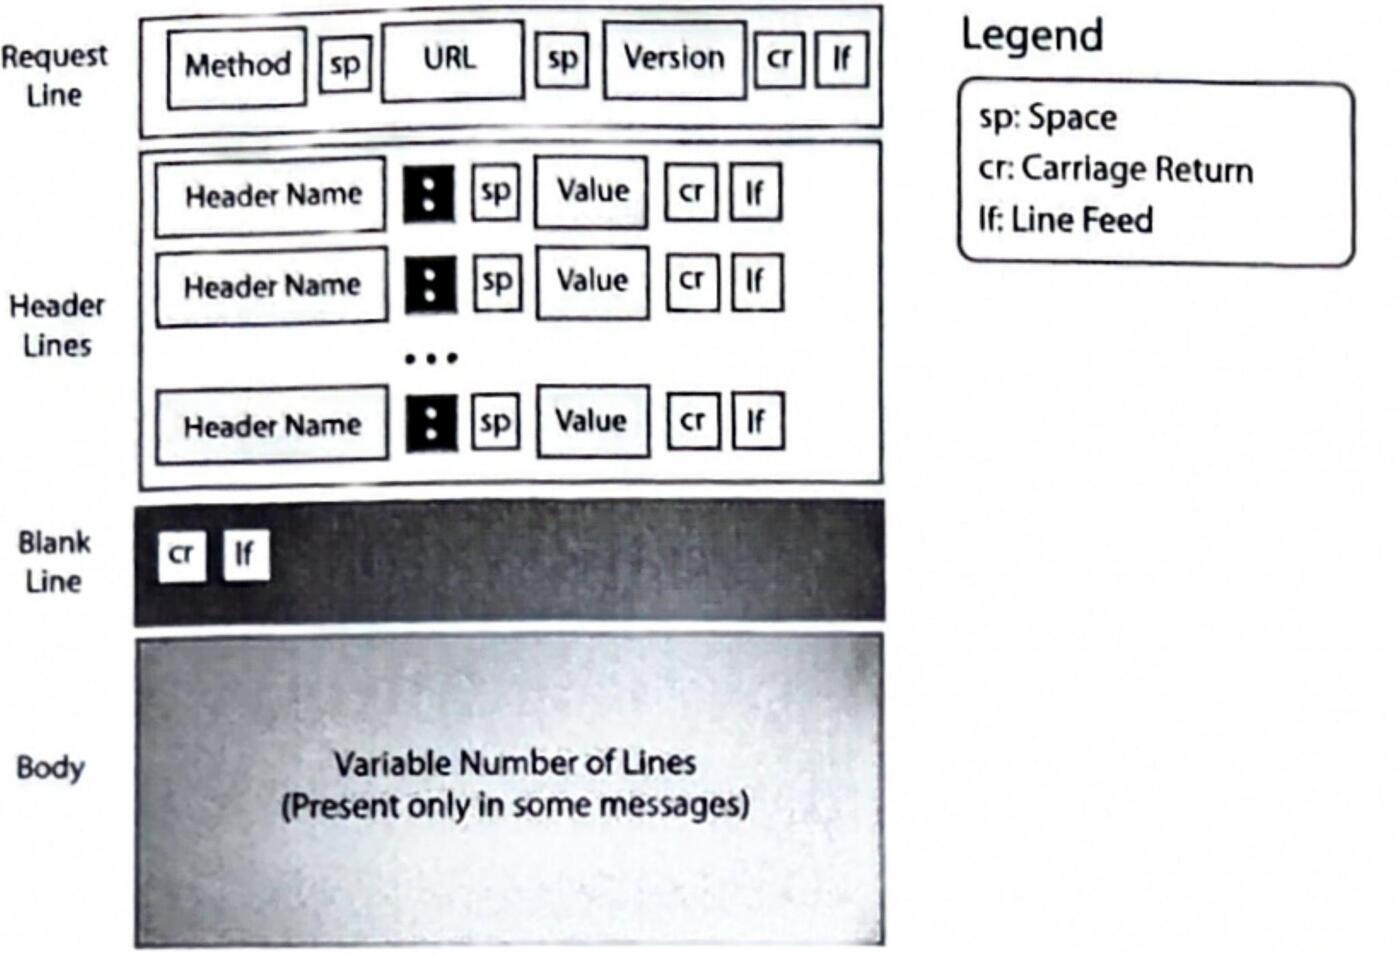 Request Line
Method sp URL sp Version cr lf
Header Lines
Header Name : sp Value cr lf
Header Name : sp Value cr lf
...
Header Name : sp Value cr lf
Blank Line
cr lf
Body
Variable Number of Lines
(Present only in some messages)
Legend
sp: Space
cr: Carriage Return
lf: Line Feed